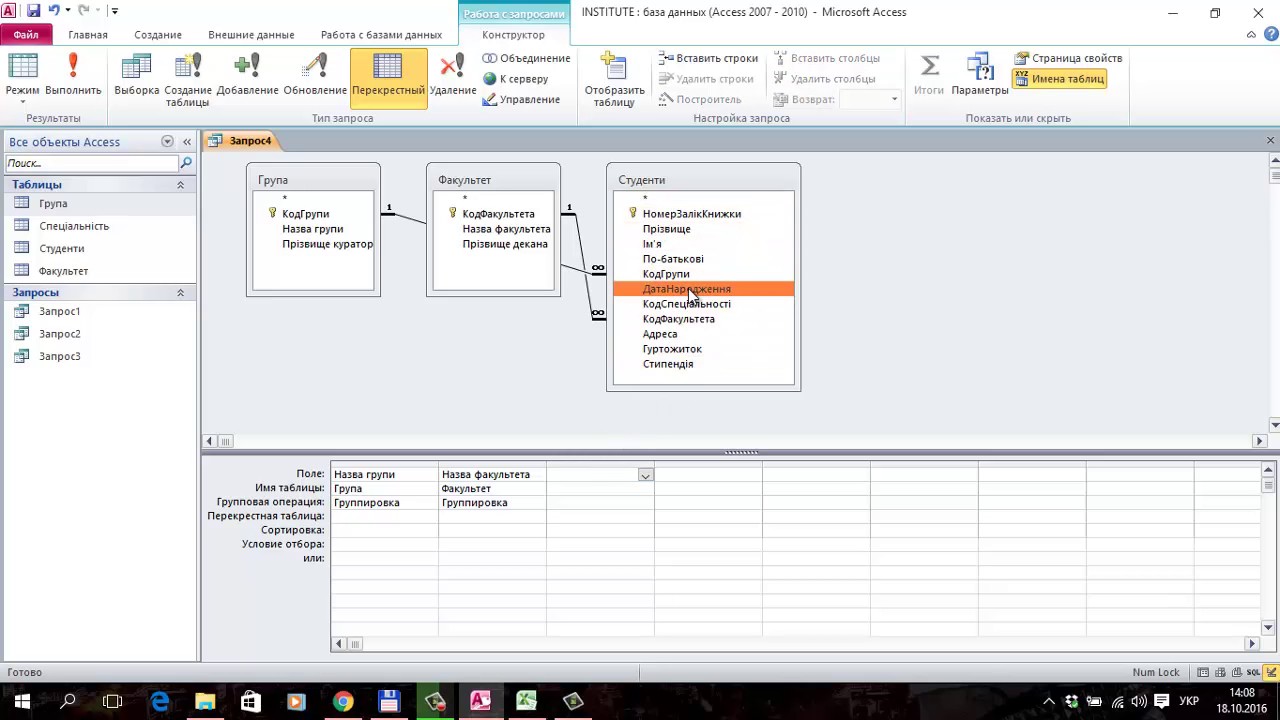 Работа с запросами
INSTITUTE : база данных (Access 2007 - 2010) - Microsoft Access
Файл
Главная
Создание
Внешние данные
Работа с базами данных
Конструктор
Режим
Выполнить
Результаты
Выборка
Создание таблицы
Добавление
Обновление
Перекрестный
Удаление
Объединение
К серверу
Управление
Тип запроса
Отобразить таблицу
Вставить строки
Удалить строки
Построитель
Вставить столбцы
Удалить столбцы
Возврат:
Настройка запроса
Итоги
Параметры
Страница свойств
Имена таблиц
Показать или скрыть
Все объекты Access
Поиск...
Таблицы
Група
Спеціальність
Студенти
Факультет
Запросы
Запрос1
Запрос2
Запрос3
Запрос4
Група
*
КодГрупи
Назва групи
Прізвище куратор
1
Факультет
*
КодФакультета
Назва факультета
Прізвище декана
1
∞
∞
Студенти
*
НомерЗалікКнижки
Прізвище
Ім'я
По-батькові
КодГрупи
ДатаНародження
КодСпеціальності
КодФакультета
Адреса
Гуртожиток
Стипендія
Поле: Назва групи Назва факультета
Имя таблицы: Група Факультет
Групповая операция: Группировка Группировка
Перекрестная таблица:
Сортировка:
Условие отбора:
или:
Готово
Num Lock
SQL
УКР
14:08
18.10.2016